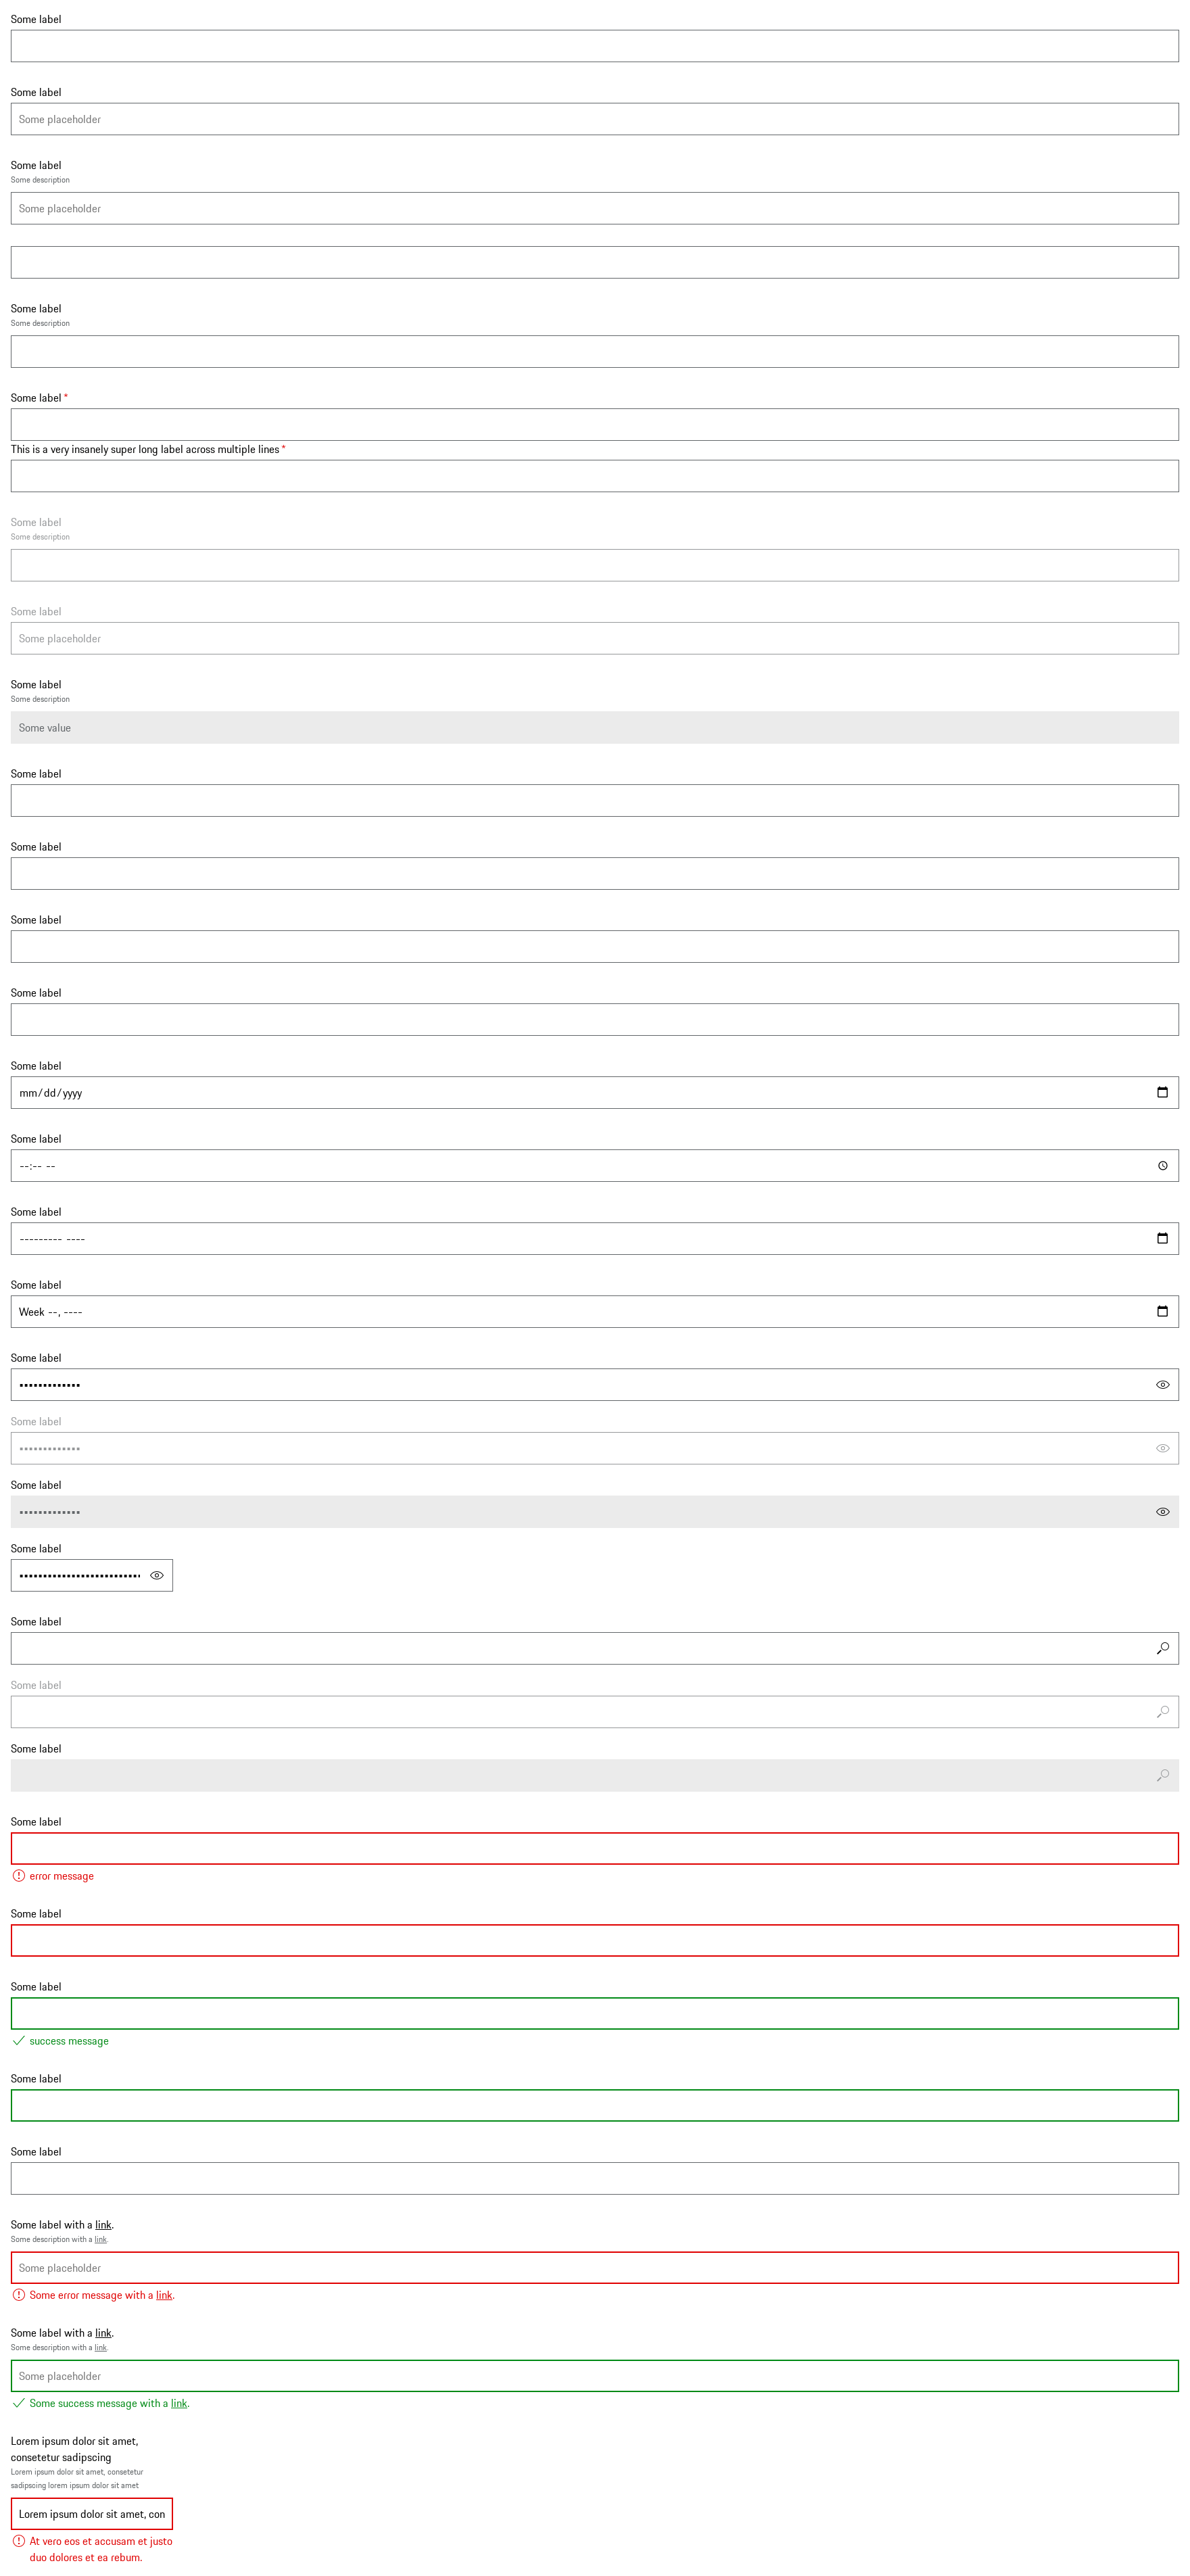 Some label
Some label
Some placeholder
Some label
Some description
Some placeholder
Some label
Some description
Some label *
This is a very insanely super long label across multiple lines *
Some label
Some description
Some label
Some placeholder
Some label
Some description
Some value
Some label
Some label
Some label
Some label
Some label
mm/dd/yyyy
Some label
--:-- --
Some label
--------- ----
Some label
Week --, ----
Some label
Some label
Some label
Some label
Some label
Some label
Some label
Some label
error message
Some label
Some label
success message
Some label
Some label
Some label with a link.
Some description with a link.
Some placeholder
Some error message with a link.
Some label with a link.
Some description with a link.
Some placeholder
Some success message with a link.
Lorem ipsum dolor sit amet,
consetetur sadipscing
Lorem ipsum dolor sit amet, consetetur
sadipscing lorem ipsum dolor sit amet
Lorem ipsum dolor sit amet, con
At vero eos et accusam et justo
duo dolores et ea rebum.